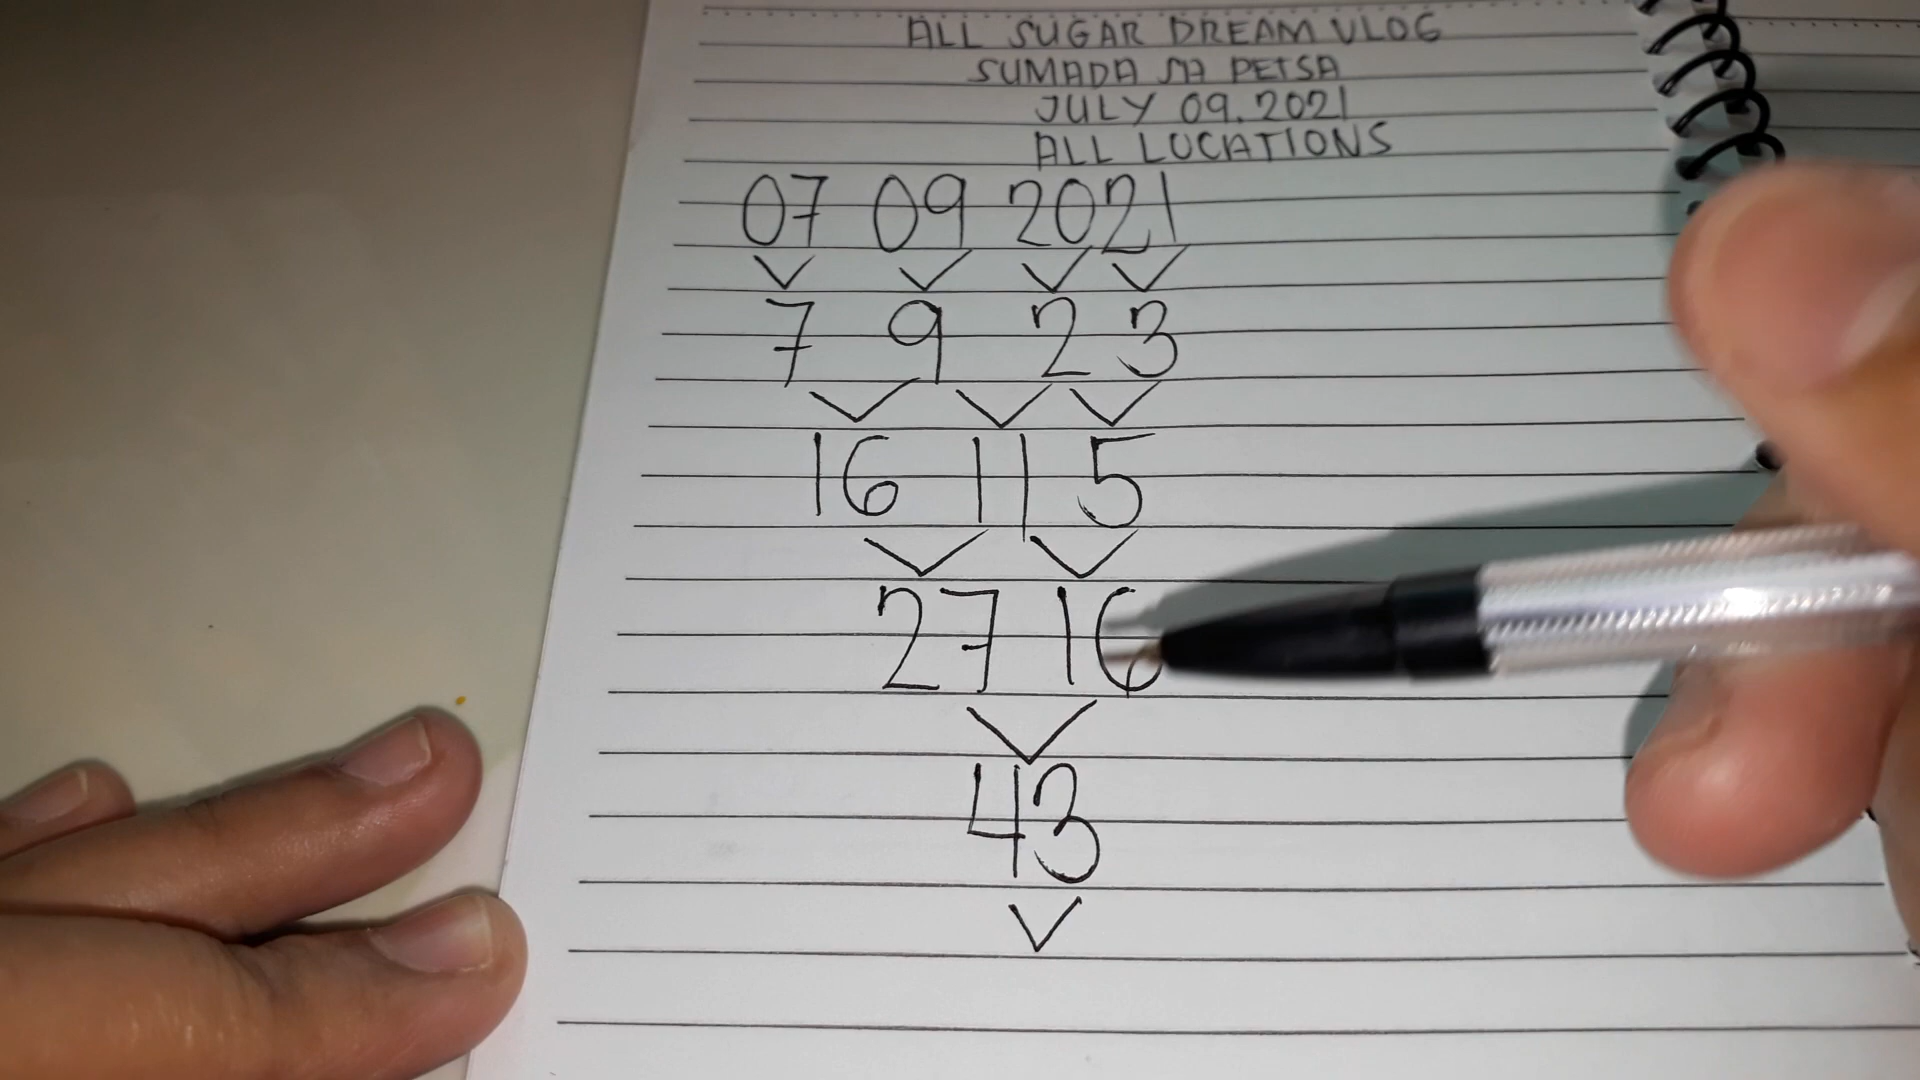 ALL SUGAR DREAM VLOG
SUMADA SA PETSA
JULY 09.2021
ALL LOCATIONS
07 09 2021
7 9 2 3
16 11 5
27 16
43